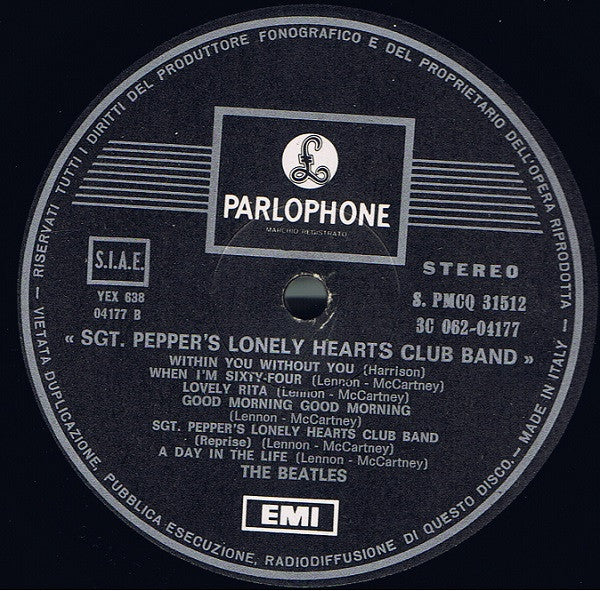 RISERVATI TUTTI I DIRITTI DEL PRODUTTORE FONOGRAFICO E DEL PROPRIETARIO DELL'OPERA RIPRODOTTA
£
PARLOPHONE
MARCHIO REGISTRATO
S.I.A.E.
YEX 638
04177 B
STEREO
S. PMCQ 31512
3C 062-04177
« SGT. PEPPER'S LONELY HEARTS CLUB BAND »
WITHIN YOU WITHOUT YOU (Harrison)
WHEN I'M SIXTY-FOUR (Lennon - McCartney)
LOVELY RITA (Lennon - McCartney)
GOOD MORNING GOOD MORNING
(Lennon - McCartney)
SGT. PEPPER'S LONELY HEARTS CLUB BAND
(Reprise) (Lennon - McCartney)
A DAY IN THE LIFE (Lennon - McCartney)
THE BEATLES
EMI
— VIETATA DUPLICAZIONE, PUBBLICA ESECUZIONE, RADIODIFFUSIONE DI QUESTO DISCO. — MADE IN ITALY —